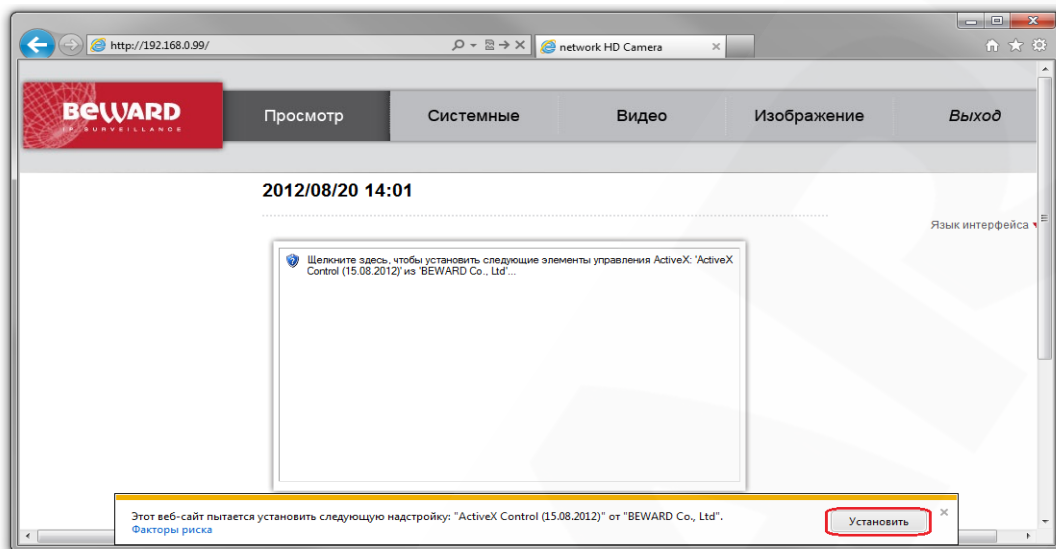 http://192.168.0.99/
network HD Camera
BEWARD
IP SURVEILLANCE
Просмотр
Системные
Видео
Изображение
Выход
2012/08/20 14:01
Язык интерфейса
Щелкните здесь, чтобы установить следующие элементы управления ActiveX: 'ActiveX
Control (15.08.2012)' из 'BEWARD Co., Ltd'...
Этот веб-сайт пытается установить следующую надстройку: "ActiveX Control (15.08.2012)" от "BEWARD Co., Ltd".
Факторы риска
Установить